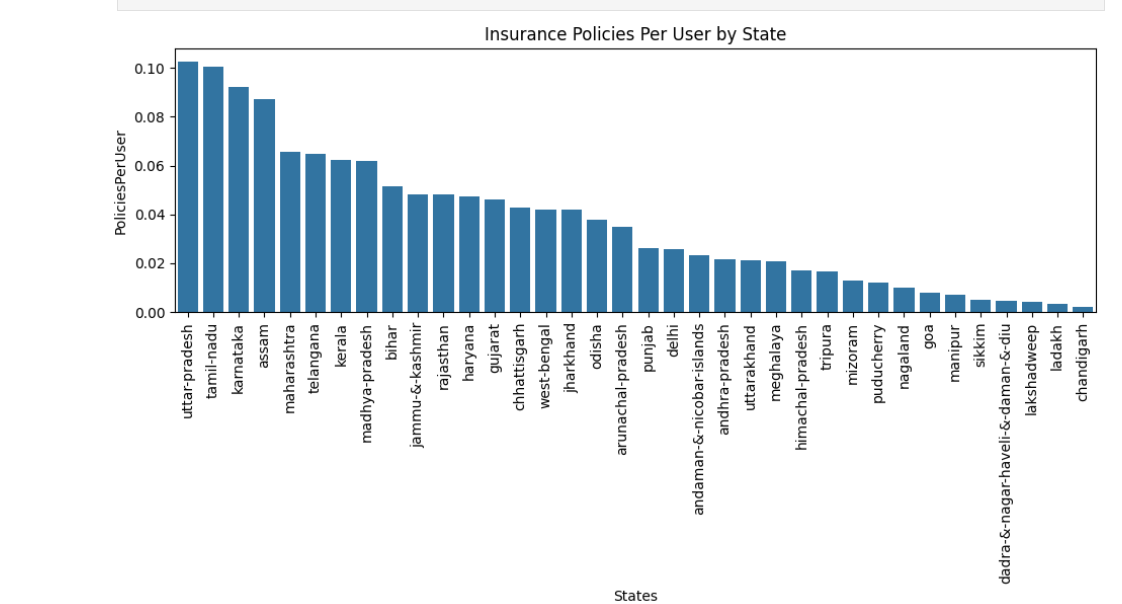 Insurance Policies Per User by State
PoliciesPerUser
0.10
0.08
0.06
0.04
0.02
0.00
uttar-pradesh
tamil-nadu
karnataka
assam
maharashtra
telangana
kerala
madhya-pradesh
bihar
jammu-&-kashmir
rajasthan
haryana
gujarat
chhattisgarh
west-bengal
jharkhand
odisha
arunachal-pradesh
punjab
delhi
andaman-&-nicobar-islands
andhra-pradesh
uttarakhand
meghalaya
himachal-pradesh
tripura
mizoram
puducherry
nagaland
goa
manipur
sikkim
dadra-&-nagar-haveli-&-daman-&-diu
lakshadweep
ladakh
chandigarh
States